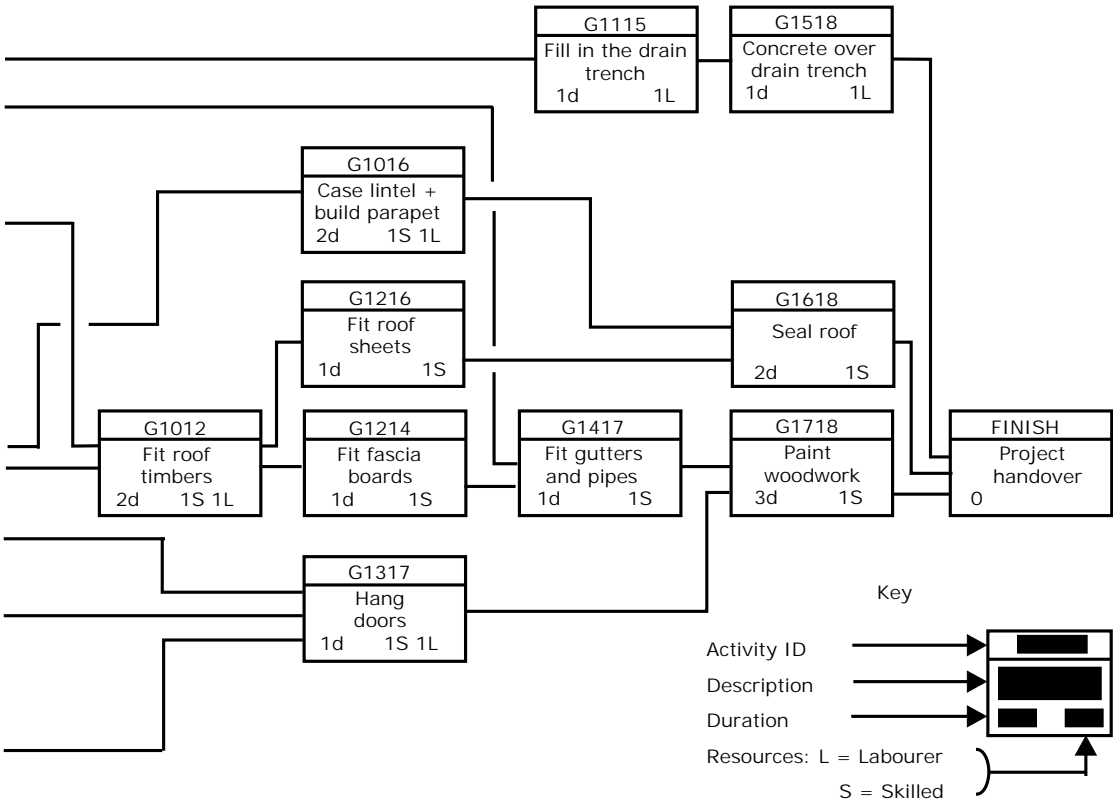 G1115
Fill in the drain
trench
1d 1L
G1518
Concrete over
drain trench
1d 1L
G1016
Case lintel +
build parapet
2d 1S 1L
G1216
Fit roof
sheets
1d 1S
G1618
Seal roof
2d 1S
G1012
Fit roof
timbers
2d 1S 1L
G1214
Fit fascia
boards
1d 1S
G1417
Fit gutters
and pipes
1d 1S
G1718
Paint
woodwork
3d 1S
FINISH
Project
handover
0
G1317
Hang
doors
1d 1S 1L
Key
Activity ID
Description
Duration
Resources: L = Labourer
S = Skilled